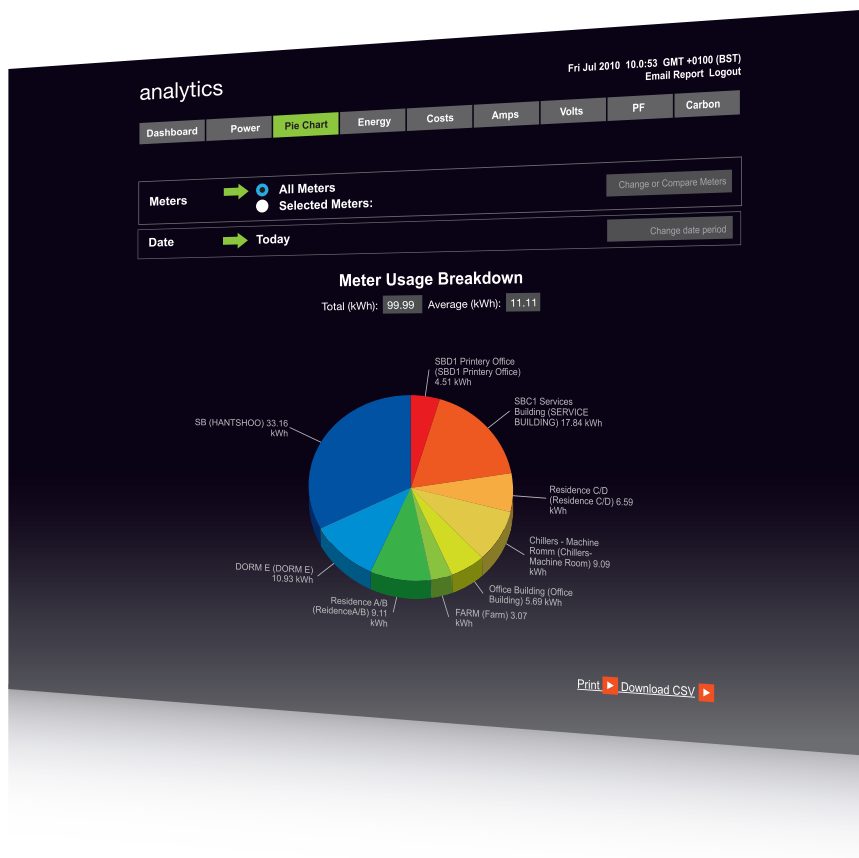 analytics
Fri Jul 2010 10.0:53 GMT +0100 (BST)
Email Report Logout
Dashboard Power Pie Chart Energy Costs Amps Volts PF Carbon
Meters
All Meters
Selected Meters:
Change or Compare Meters
Date
Today
Change date period
Meter Usage Breakdown
Total (kWh): 99.99 Average (kWh): 11.11
SBD1 Printery Office
(SBD1 Printery Office)
4.51 kWh
SBC1 Services
Building (SERVICE
BUILDING) 17.84 kWh
SB (HANTSHOO) 33.16
kWh
Residence C/D
(Residence C/D) 6.59
kWh
Chillers - Machine
Romm (Chillers-
Machine Room) 9.09
kWh
DORM E (DORM E)
10.93 kWh
Office Building (Office
Building) 5.69 kWh
Residence A/B
(ReidenceA/B) 9.11
kWh
FARM (Farm) 3.07
kWh
Print Download CSV